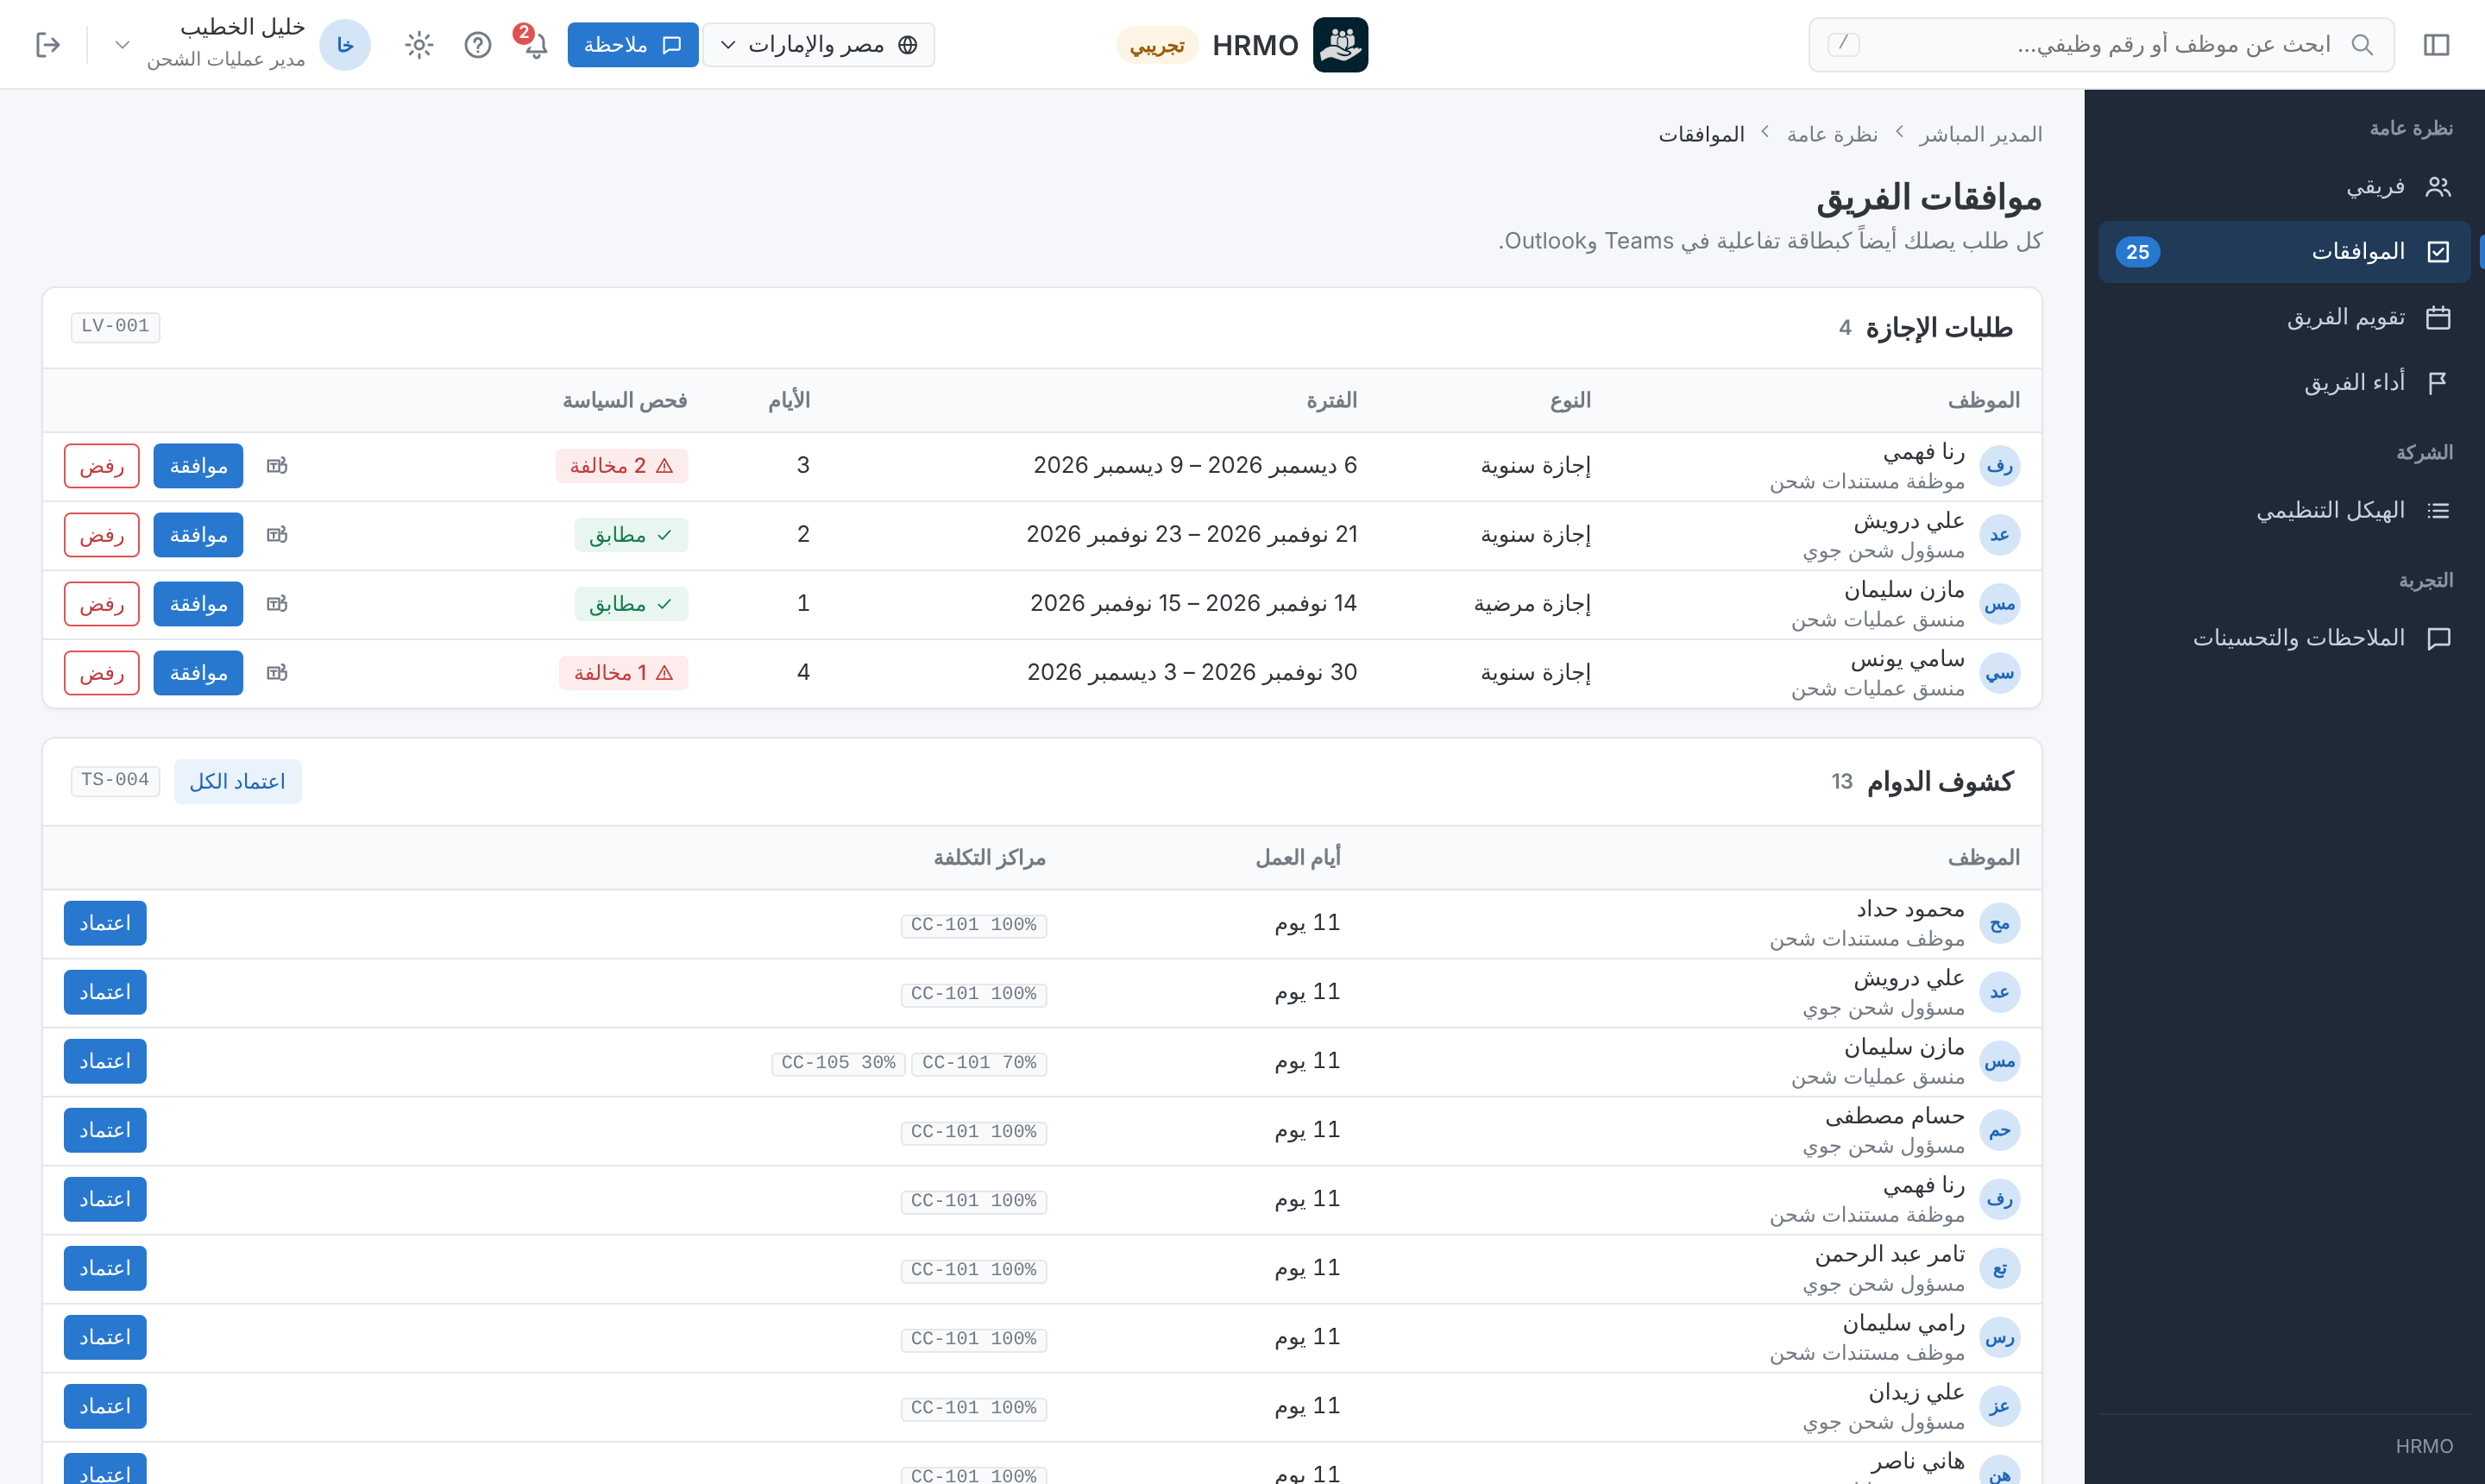 ابحث عن موظف أو رقم وظيفي... /
HRMO تجريبي
مصر والإمارات
ملاحظة
2
خا
خليل الخطيب
مدير عمليات الشحن
نظرة عامة
فريقي
الموافقات 25
تقويم الفريق
أداء الفريق
الشركة
الهيكل التنظيمي
التجربة
الملاحظات والتحسينات
HRMO
المدير المباشر نظرة عامة الموافقات
موافقات الفريق
كل طلب يصلك أيضاً كبطاقة تفاعلية في Teams وOutlook.
طلبات الإجازة 4 LV-001
الموظف النوع الفترة الأيام فحص السياسة
رف رنا فهمي
موظفة مستندات شحن
إجازة سنوية 6 ديسمبر 2026 – 9 ديسمبر 2026 3 2 مخالفة موافقة رفض
عد علي درويش
مسؤول شحن جوي
إجازة سنوية 21 نوفمبر 2026 – 23 نوفمبر 2026 2 مطابق موافقة رفض
مس مازن سليمان
منسق عمليات شحن
إجازة مرضية 14 نوفمبر 2026 – 15 نوفمبر 2026 1 مطابق موافقة رفض
سي سامي يونس
منسق عمليات شحن
إجازة سنوية 30 نوفمبر 2026 – 3 ديسمبر 2026 4 1 مخالفة موافقة رفض
كشوف الدوام 13 اعتماد الكل TS-004
الموظف أيام العمل مراكز التكلفة
مح محمود حداد
موظف مستندات شحن
11 يوم CC-101 100% اعتماد
عد علي درويش
مسؤول شحن جوي
11 يوم CC-101 100% اعتماد
مس مازن سليمان
منسق عمليات شحن
11 يوم CC-101 70% CC-105 30% اعتماد
حم حسام مصطفى
مسؤول شحن جوي
11 يوم CC-101 100% اعتماد
رف رنا فهمي
موظفة مستندات شحن
11 يوم CC-101 100% اعتماد
تع تامر عبد الرحمن
مسؤول شحن جوي
11 يوم CC-101 100% اعتماد
رس رامي سليمان
موظف مستندات شحن
11 يوم CC-101 100% اعتماد
عز علي زيدان
مسؤول شحن جوي
11 يوم CC-101 100% اعتماد
هن هاني ناصر
11 يوم CC-101 100% اعتماد